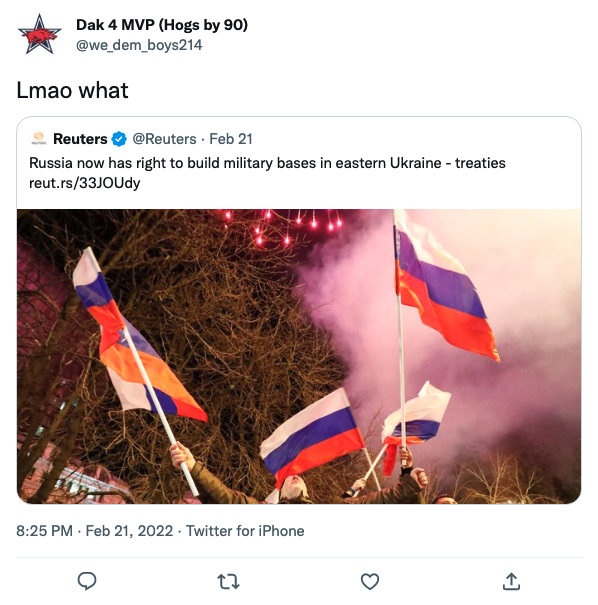 Dak 4 MVP (Hogs by 90)
@we_dem_boys214
Lmao what
Reuters @Reuters · Feb 21
Russia now has right to build military bases in eastern Ukraine - treaties
reut.rs/33JOUdy
8:25 PM · Feb 21, 2022 · Twitter for iPhone